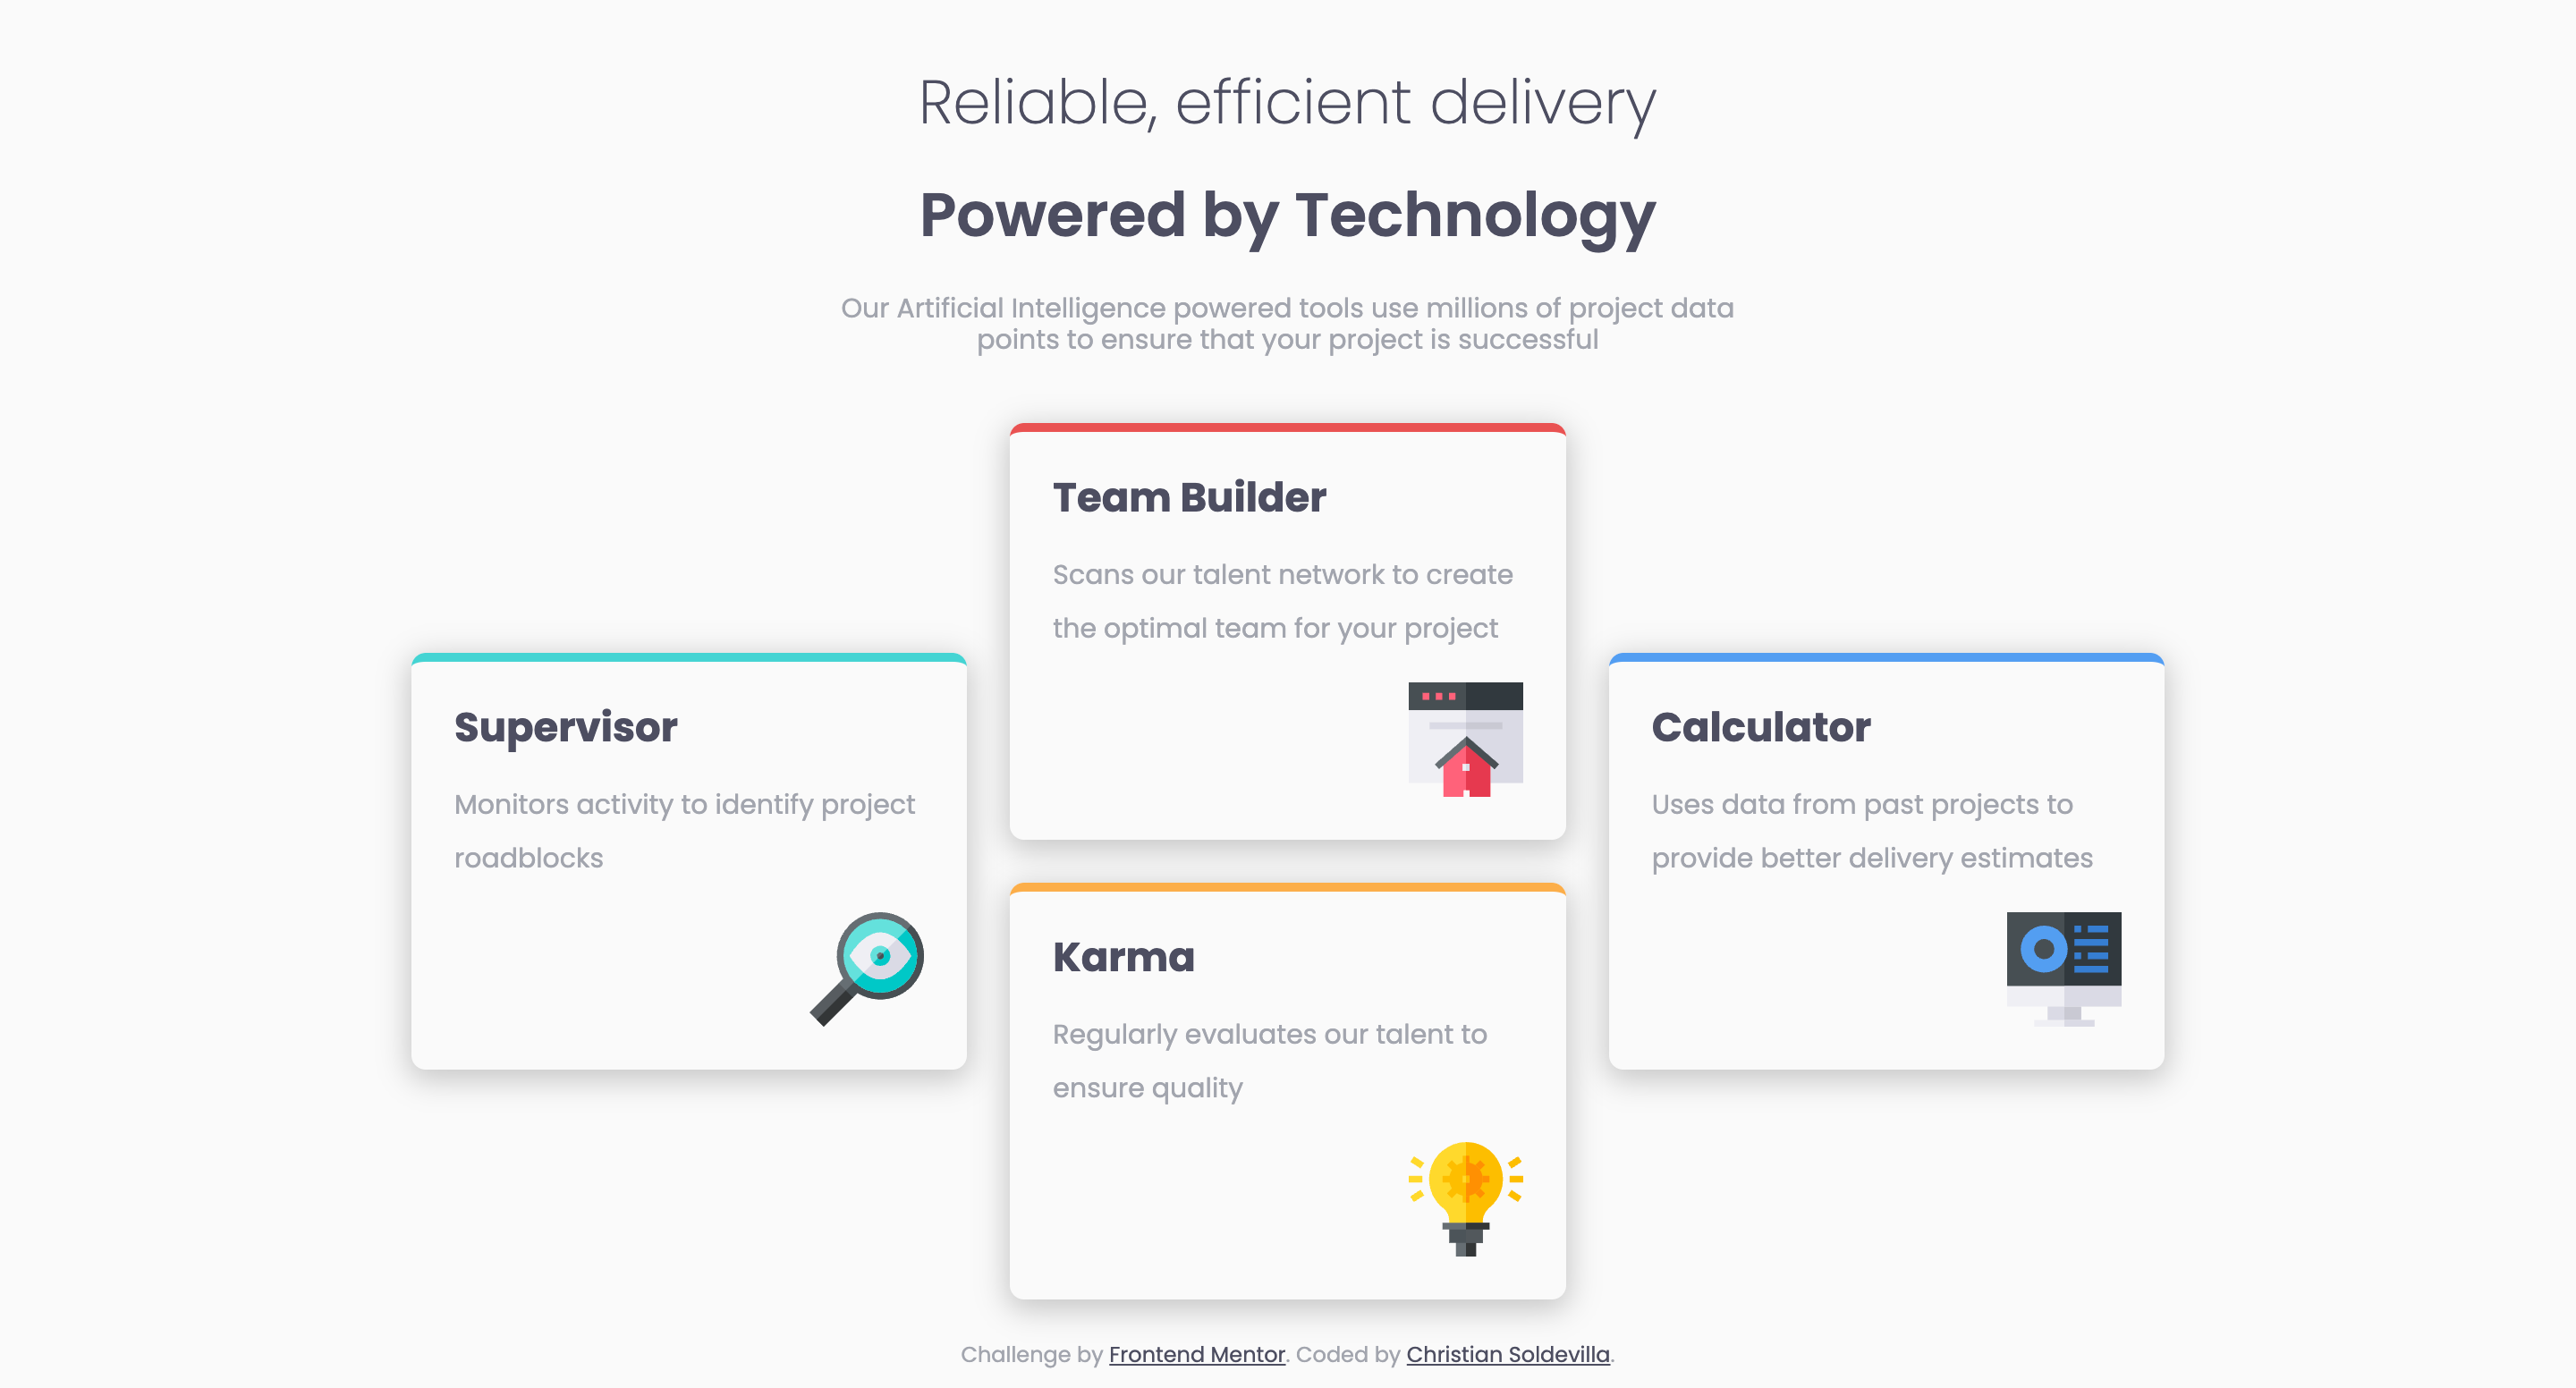 Reliable, efficient delivery
Powered by Technology
Our Artificial Intelligence powered tools use millions of project data
points to ensure that your project is successful
Supervisor
Monitors activity to identify project
roadblocks
Team Builder
Scans our talent network to create
the optimal team for your project
Karma
Regularly evaluates our talent to
ensure quality
Calculator
Uses data from past projects to
provide better delivery estimates
Challenge by Frontend Mentor. Coded by Christian Soldevilla.